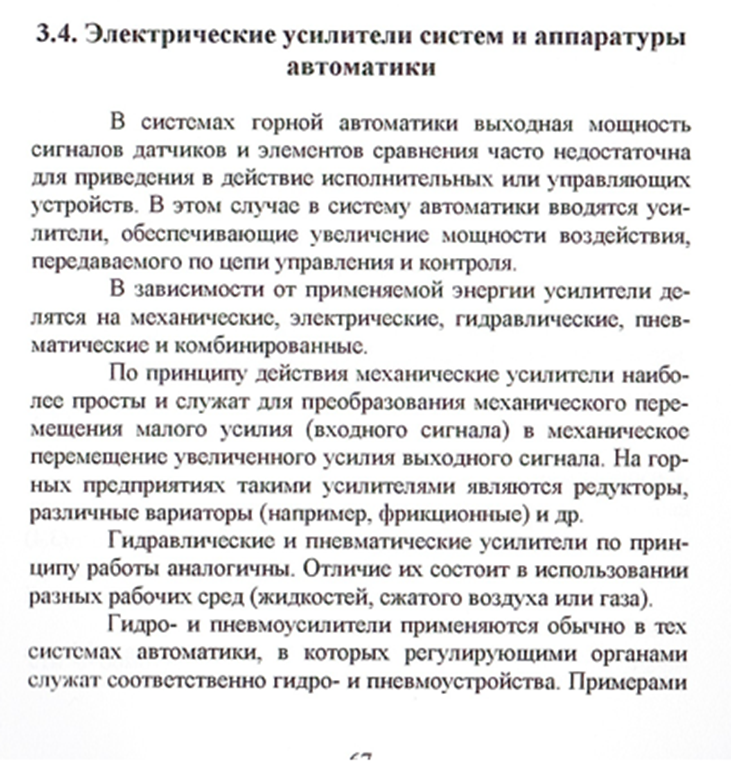 3.4. Электрические усилители систем и аппаратуры
автоматики
В системах горной автоматики выходная мощность
сигналов датчиков и элементов сравнения часто недостаточна
для приведения в действие исполнительных или управляющих
устройств. В этом случае в систему автоматики вводятся уси-
лители, обеспечивающие увеличение мощности воздействия,
передаваемого по цепи управления и контроля.
В зависимости от применяемой энергии усилители де-
лятся на механические, электрические, гидравлические, пнев-
матические и комбинированные.
По принципу действия механические усилители наибо-
лее просты и служат для преобразования механического пере-
мещения малого усилия (входного сигнала) в механическое
перемещение увеличенного усилия выходного сигнала. На гор-
ных предприятиях такими усилителями являются редукторы,
различные вариаторы (например, фрикционные) и др.
Гидравлические и пневматические усилители по прин-
ципу работы аналогичны. Отличие их состоит в использовании
разных рабочих сред (жидкостей, сжатого воздуха или газа).
Гидро- и пневмоусилители применяются обычно в тех
системах автоматики, в которых регулирующими органами
служат соответственно гидро- и пневмоустройства. Примерами